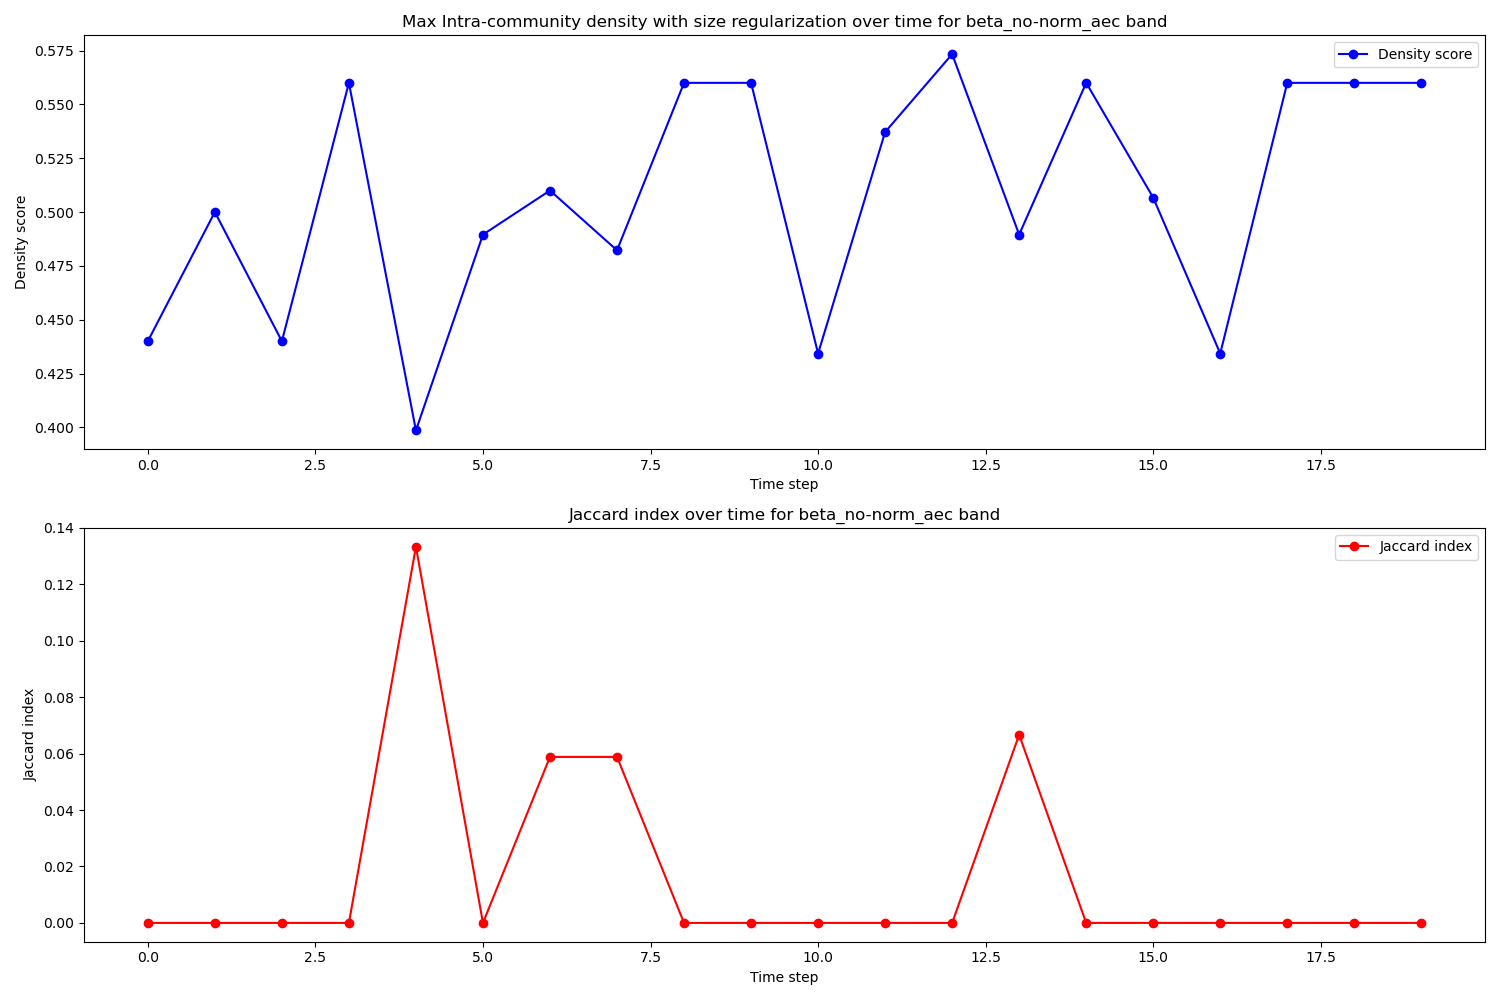 Max Intra-community density with size regularization over time for beta_no-norm_aec band
Density score
0.575
0.550
0.525
0.500
0.475
0.450
0.425
0.400
Density score
0.0 2.5 5.0 7.5 10.0 12.5 15.0 17.5
Time step
Jaccard index over time for beta_no-norm_aec band
Jaccard index
0.14
0.12
0.10
0.08
0.06
0.04
0.02
0.00
Jaccard index
0.0 2.5 5.0 7.5 10.0 12.5 15.0 17.5
Time step